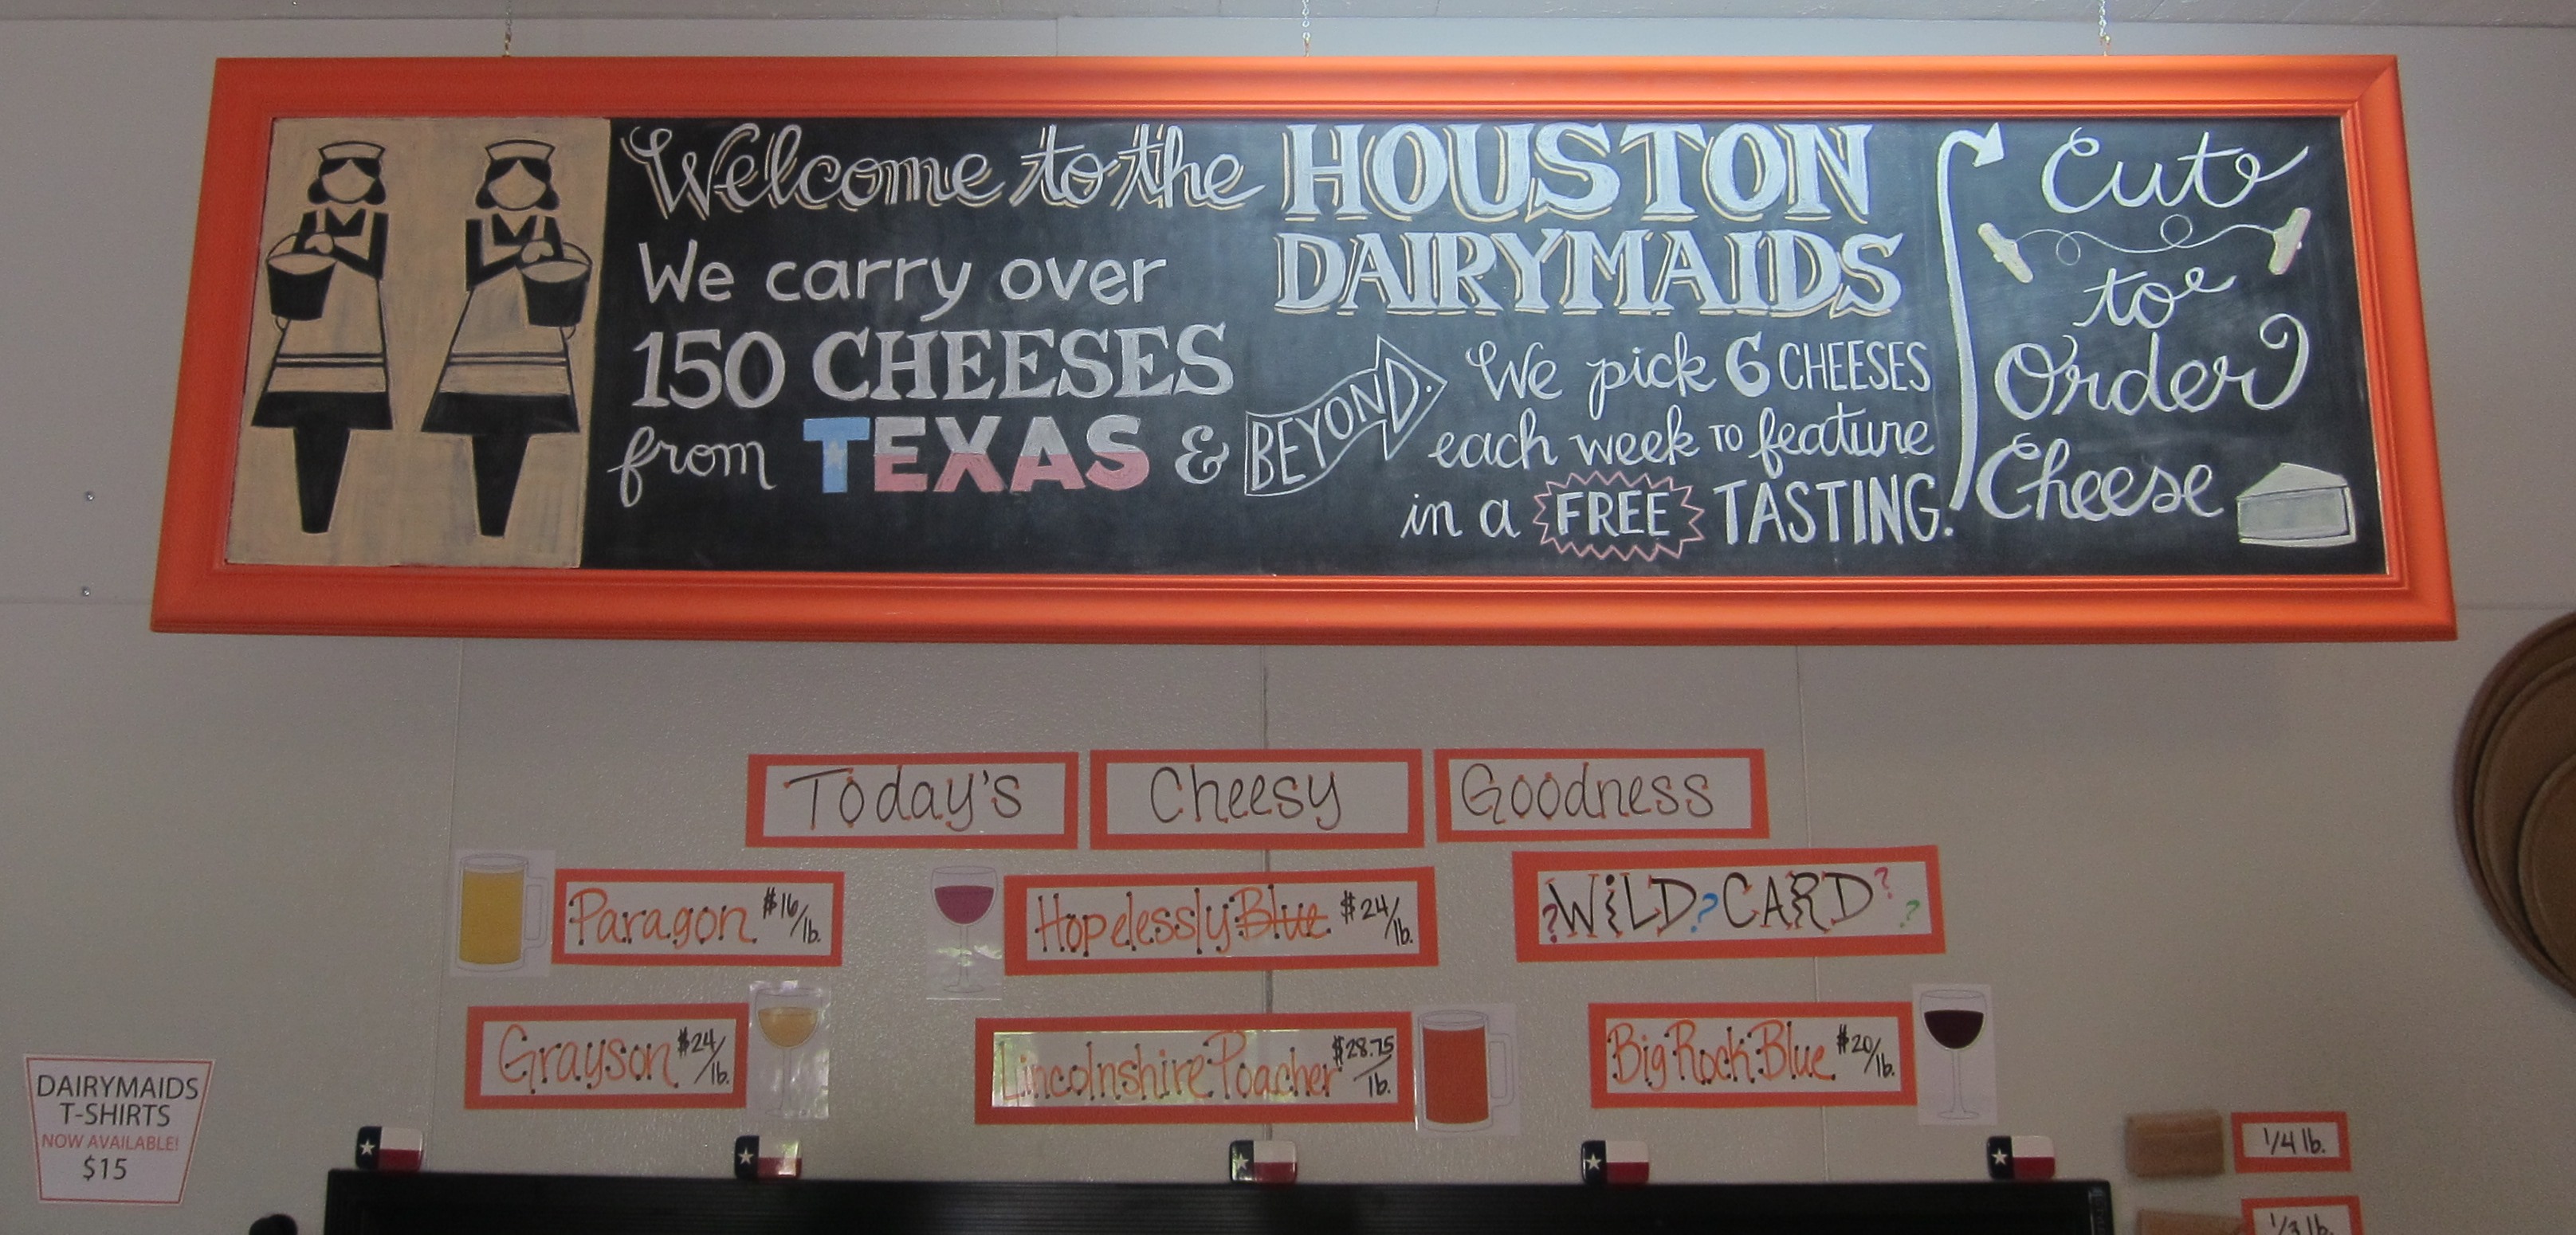 Welcome to the HOUSTON
DAIRYMAIDS
We carry over
150 CHEESES
from TEXAS & BEYOND.
We pick 6 CHEESES
each week TO feature
in a FREE TASTING.
Cut
to
Order
Cheese
Today's Cheesy Goodness
Paragon $16/lb.
Hopelessly Blue $24/lb.
?WiLD?CARD??
Grayson $24/lb.
Lincolnshire Poacher $28.75/lb.
Big Rock Blue $20/lb.
DAIRYMAIDS
T-SHIRTS
NOW AVAILABLE!
$15
1/4 lb.
1/3 lb.